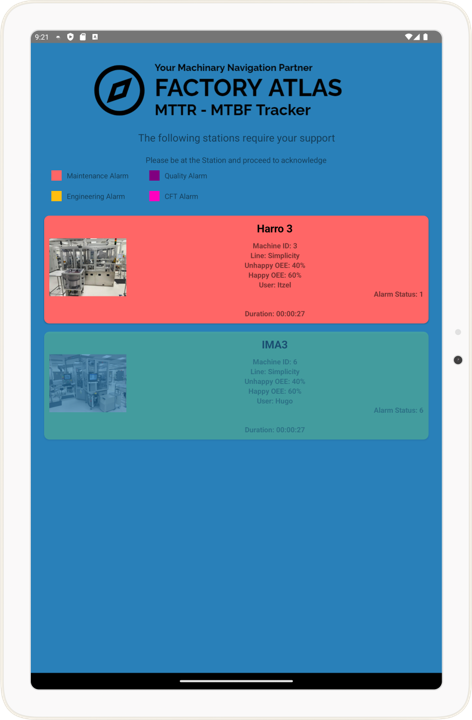 9:21
Your Machinary Navigation Partner
FACTORY ATLAS
MTTR - MTBF Tracker
The following stations require your support
Please be at the Station and proceed to acknowledge
Maintenance Alarm
Quality Alarm
Engineering Alarm
CFT Alarm
Harro 3
Machine ID: 3
Line: Simplicity
Unhappy OEE: 40%
Happy OEE: 60%
User: Itzel
Alarm Status: 1
Duration: 00:00:27
IMA3
Machine ID: 6
Line: Simplicity
Unhappy OEE: 40%
Happy OEE: 60%
User: Hugo
Alarm Status: 6
Duration: 00:00:27